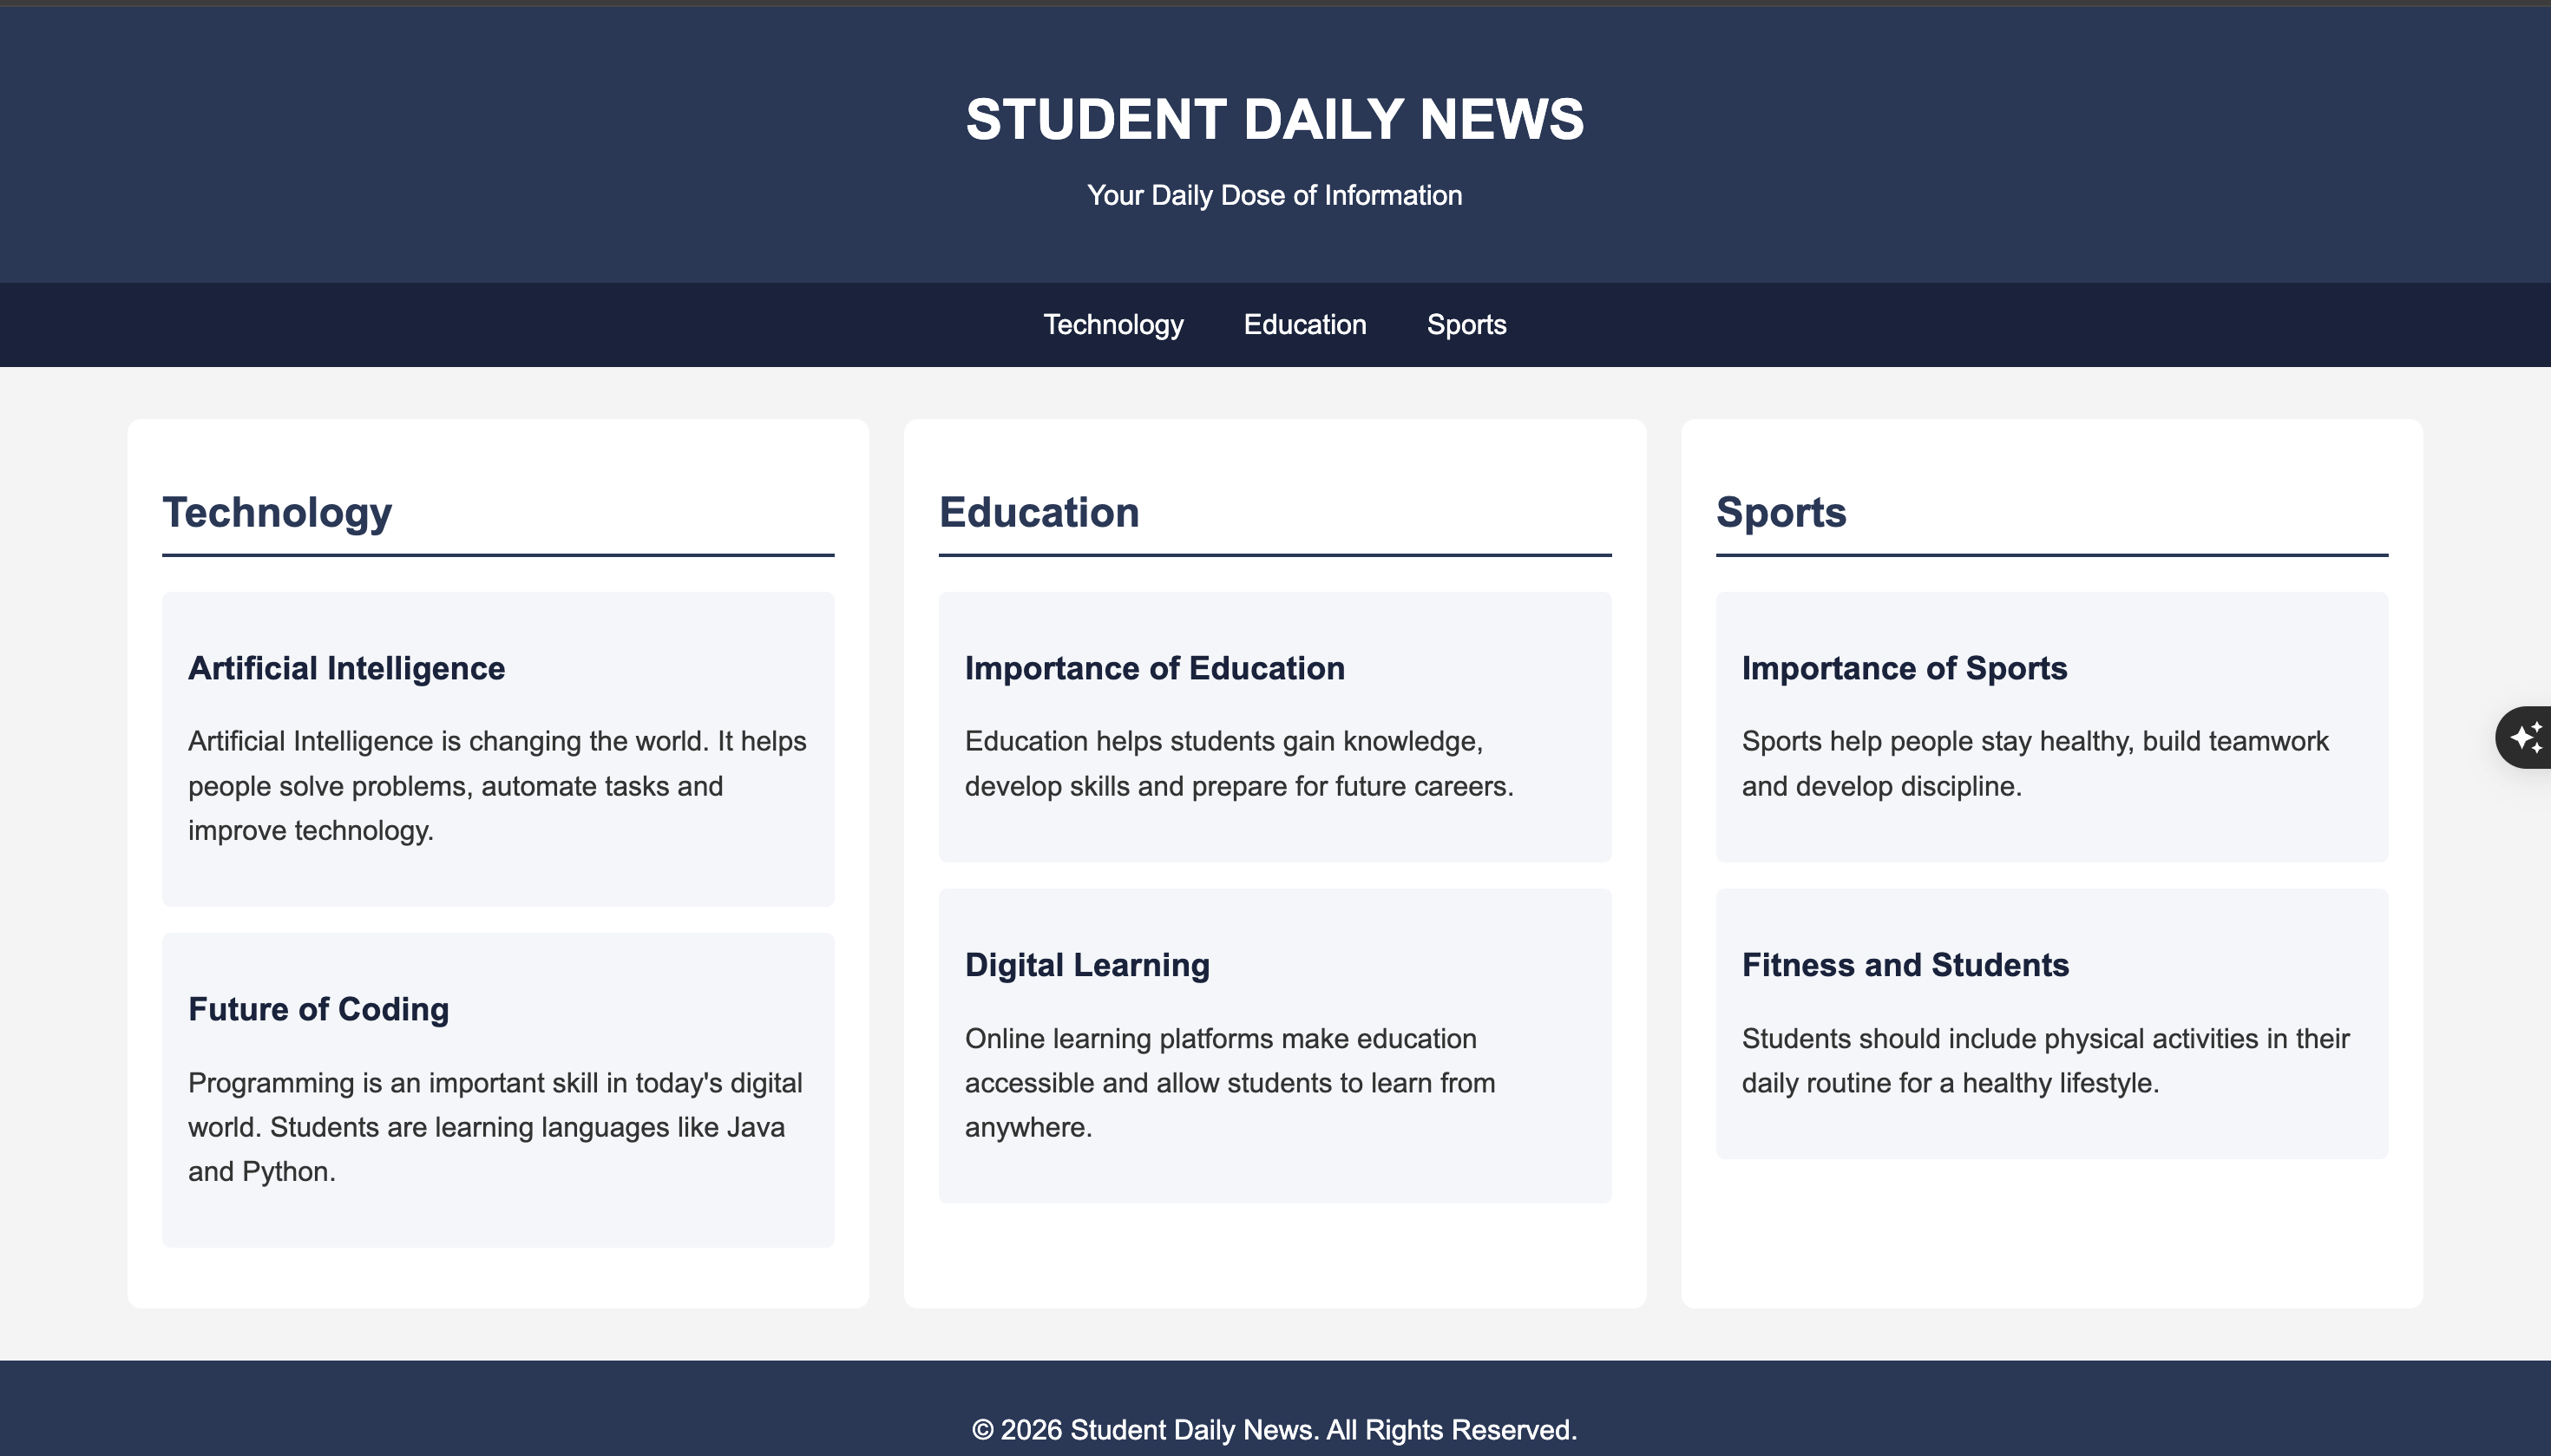 STUDENT DAILY NEWS
Your Daily Dose of Information
Technology Education Sports
Technology
Artificial Intelligence
Artificial Intelligence is changing the world. It helps
people solve problems, automate tasks and
improve technology.
Future of Coding
Programming is an important skill in today's digital
world. Students are learning languages like Java
and Python.
Education
Importance of Education
Education helps students gain knowledge,
develop skills and prepare for future careers.
Digital Learning
Online learning platforms make education
accessible and allow students to learn from
anywhere.
Sports
Importance of Sports
Sports help people stay healthy, build teamwork
and develop discipline.
Fitness and Students
Students should include physical activities in their
daily routine for a healthy lifestyle.
© 2026 Student Daily News. All Rights Reserved.